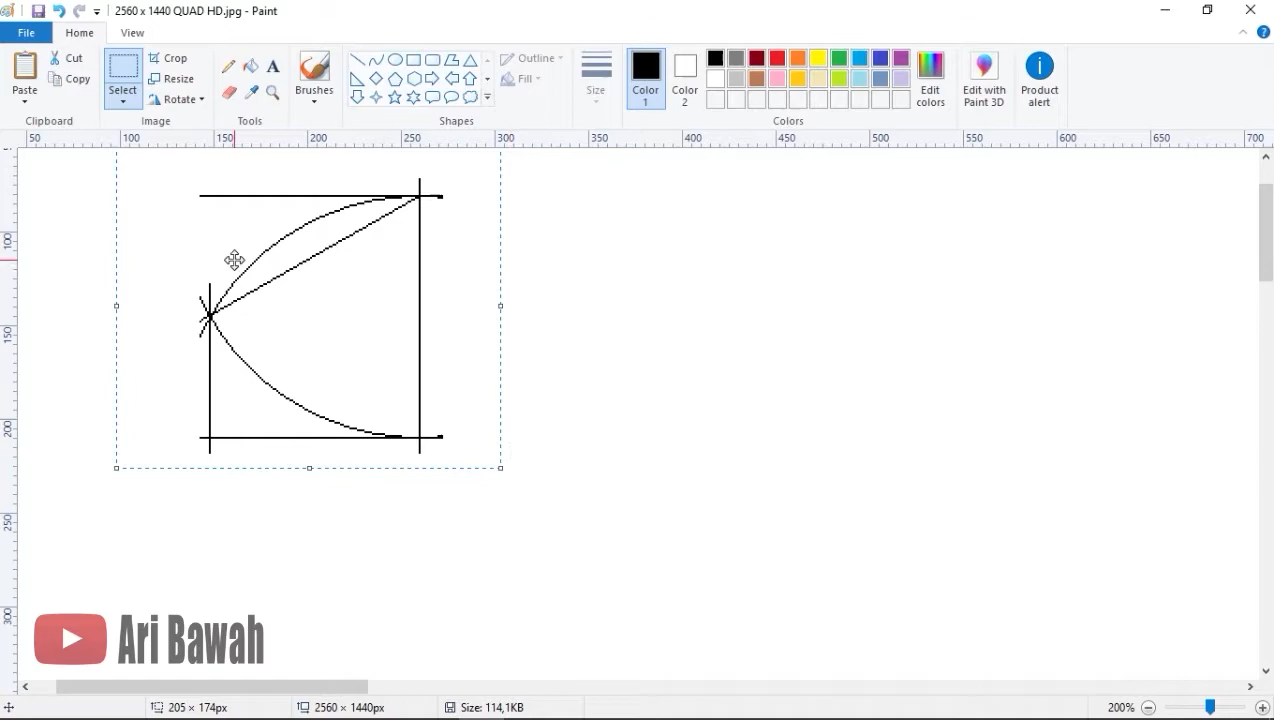 2560 x 1440 QUAD HD.jpg - Paint
File
Home
View
Paste
Cut
Copy
Clipboard
Select
Crop
Resize
Rotate
Image
Tools
Brushes
Outline
Fill
Shapes
Size
Color 1
Color 2
Edit colors
Colors
Edit with Paint 3D
Product alert
50 100 150 200 250 300 350 400 450 500 550 600 650 700
100
150
200
250
300
Ari Bawah
205 × 174px
2560 × 1440px
Size: 114,1KB
200%